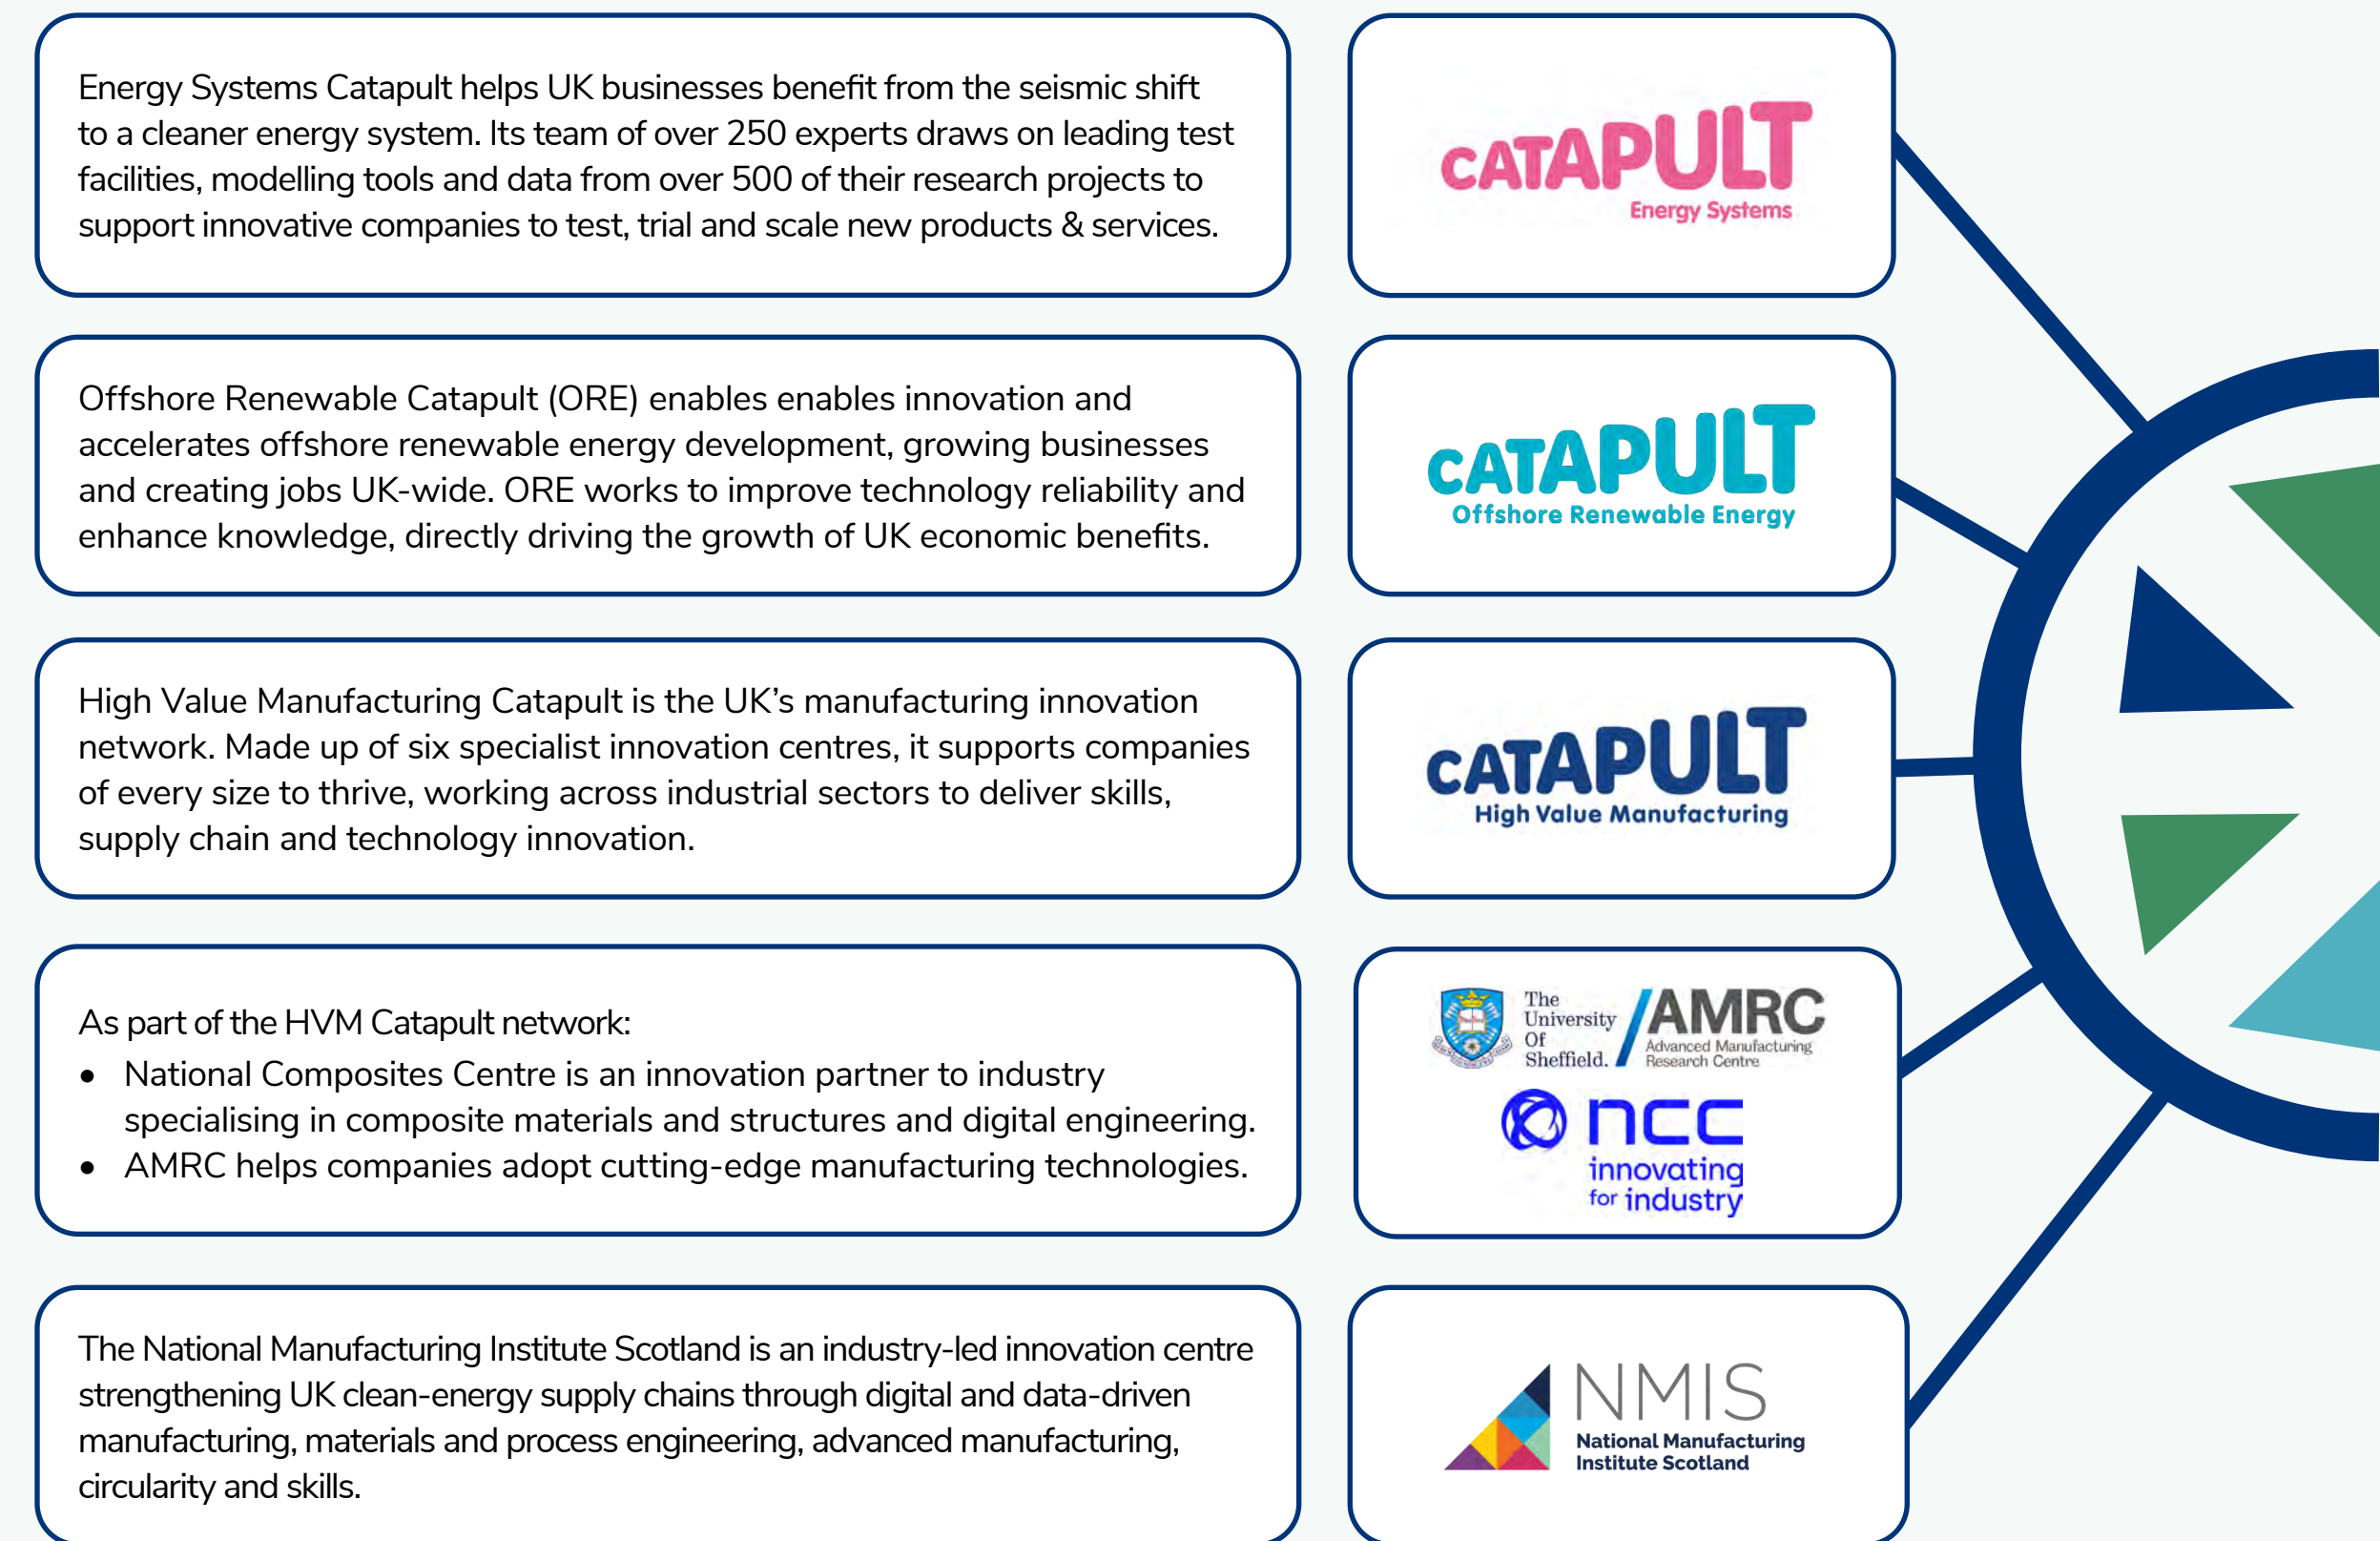 Energy Systems Catapult helps UK businesses benefit from the seismic shift
to a cleaner energy system. Its team of over 250 experts draws on leading test
facilities, modelling tools and data from over 500 of their research projects to
support innovative companies to test, trial and scale new products & services.
CATAPULT
Energy Systems
Offshore Renewable Catapult (ORE) enables enables innovation and
accelerates offshore renewable energy development, growing businesses
and creating jobs UK-wide. ORE works to improve technology reliability and
enhance knowledge, directly driving the growth of UK economic benefits.
CATAPULT
Offshore Renewable Energy
High Value Manufacturing Catapult is the UK’s manufacturing innovation
network. Made up of six specialist innovation centres, it supports companies
of every size to thrive, working across industrial sectors to deliver skills,
supply chain and technology innovation.
CATAPULT
High Value Manufacturing
As part of the HVM Catapult network:
• National Composites Centre is an innovation partner to industry
specialising in composite materials and structures and digital engineering.
• AMRC helps companies adopt cutting-edge manufacturing technologies.
The
University
Of
Sheffield.
AMRC
Advanced Manufacturing
Research Centre
ncc
innovating
for industry
The National Manufacturing Institute Scotland is an industry-led innovation centre
strengthening UK clean-energy supply chains through digital and data-driven
manufacturing, materials and process engineering, advanced manufacturing,
circularity and skills.
NMIS
National Manufacturing
Institute Scotland